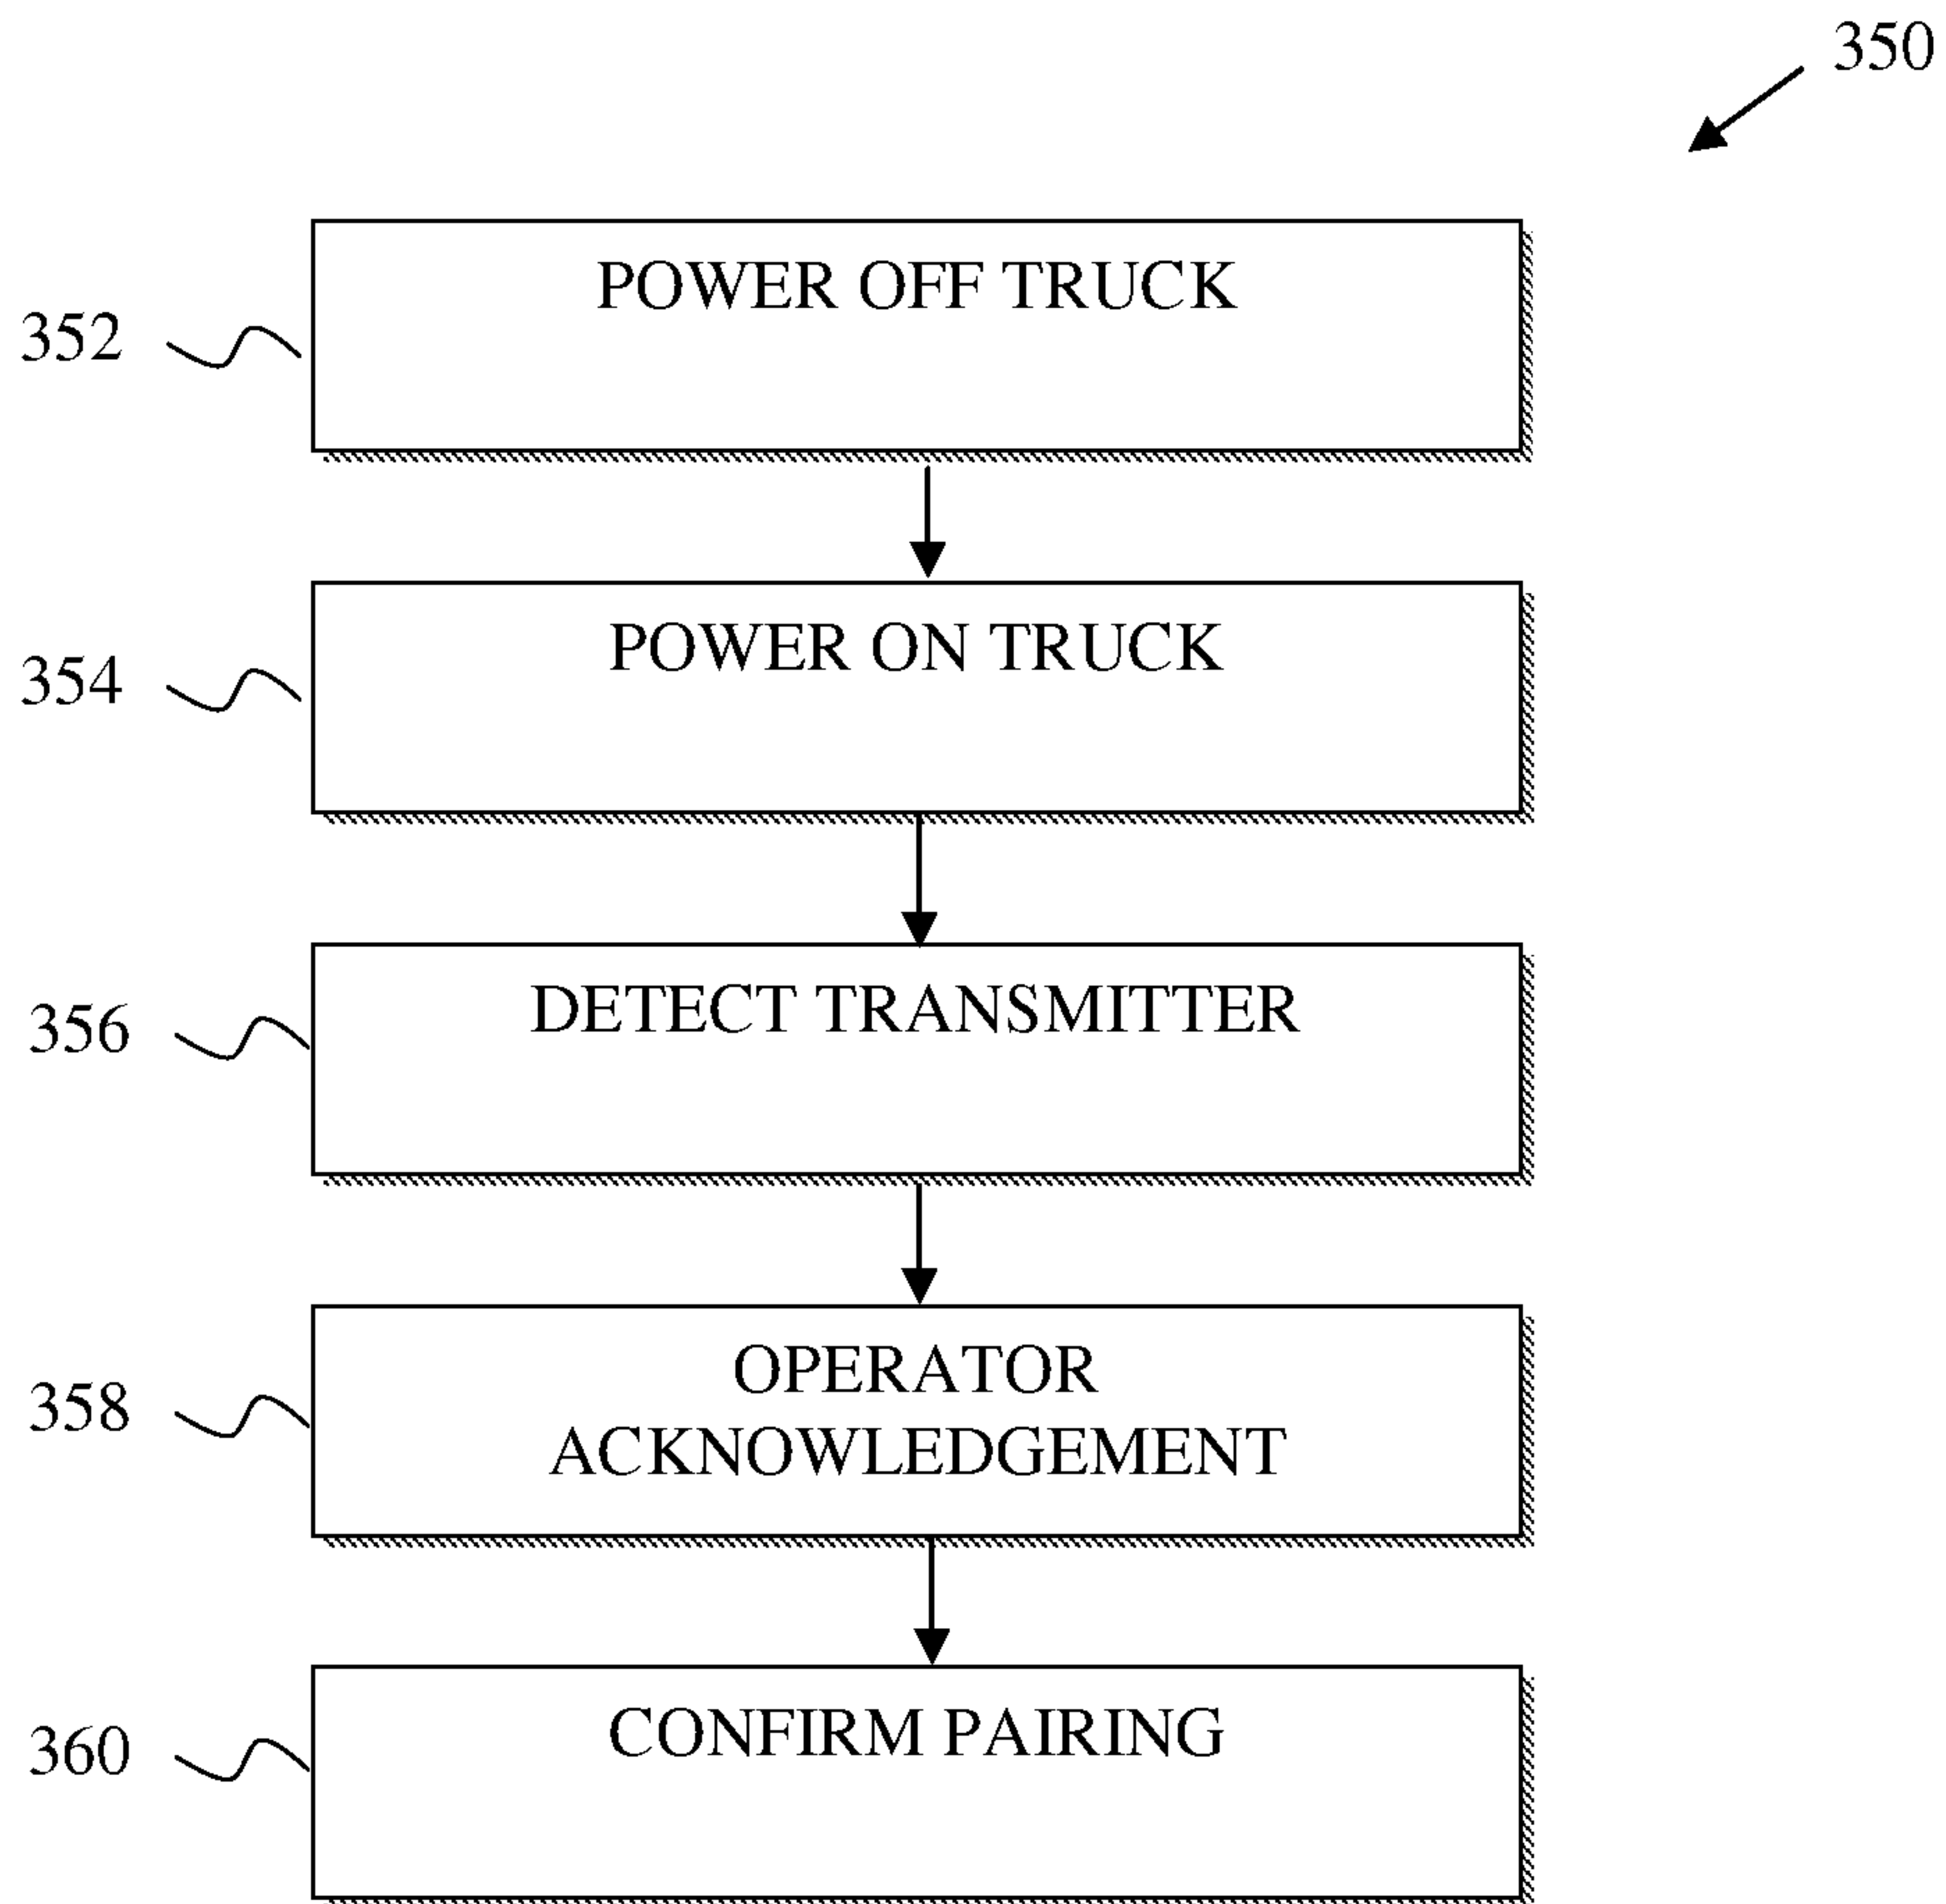 350
POWER OFF TRUCK
352
POWER ON TRUCK
354
DETECT TRANSMITTER
356
OPERATOR
ACKNOWLEDGEMENT
358
CONFIRM PAIRING
360